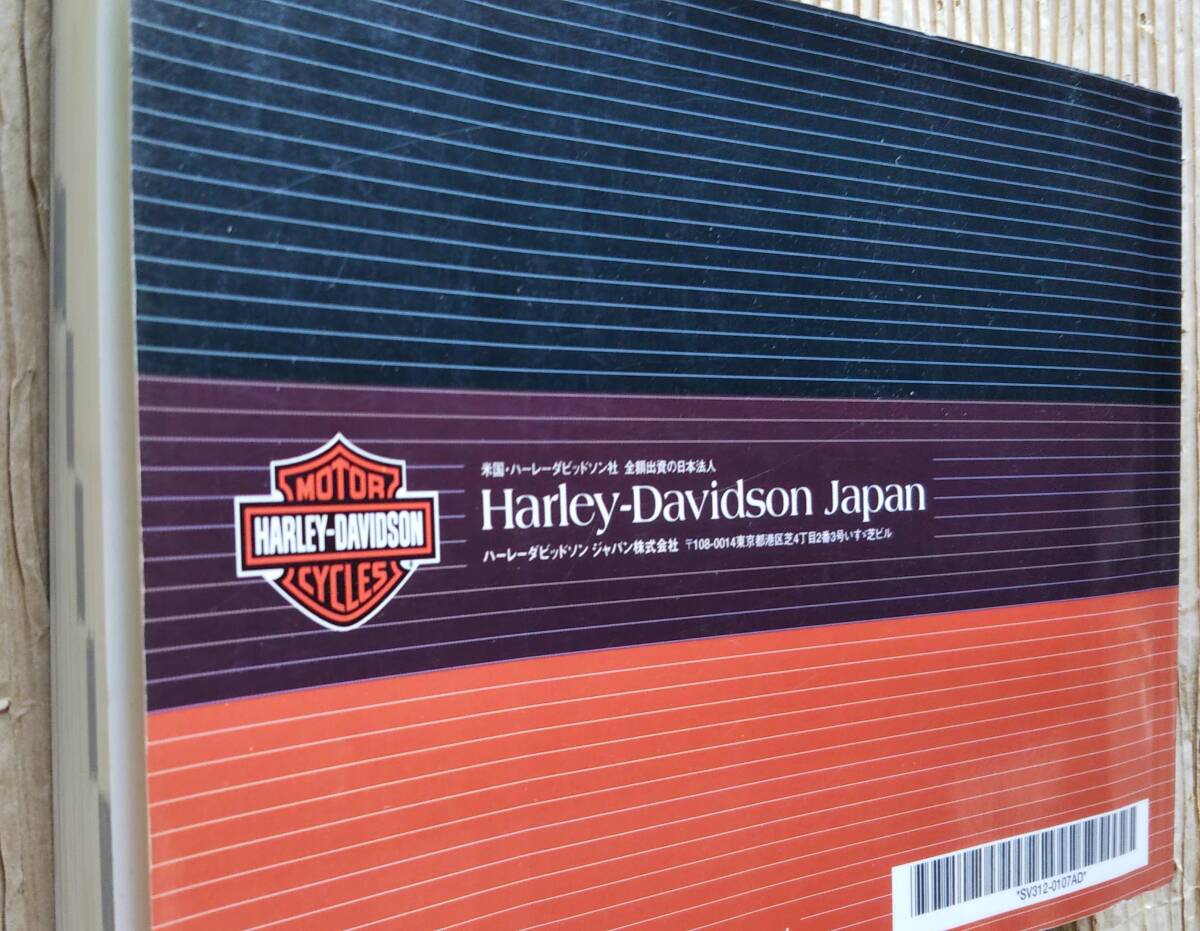 米国・ハーレーダビッドソン社 全額出資の日本法人
Harley-Davidson Japan
ハーレーダビッドソン ジャパン株式会社 〒108-0014東京都港区芝4丁目2番3号いすゞ芝ビル
MOTOR
HARLEY-DAVIDSON
CYCLES
*SV312-0107AD*